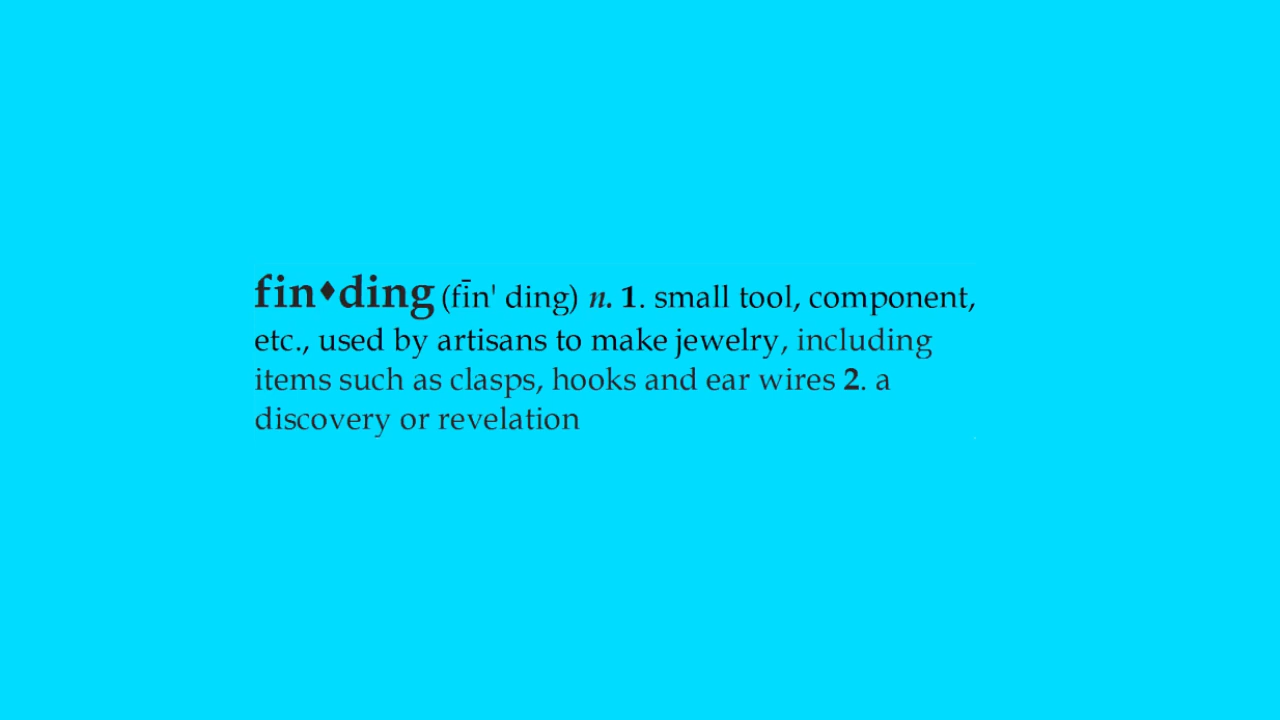 fin♦ding (fīn' ding) n. 1. small tool, component,
etc., used by artisans to make jewelry, including
items such as clasps, hooks and ear wires 2. a
discovery or revelation